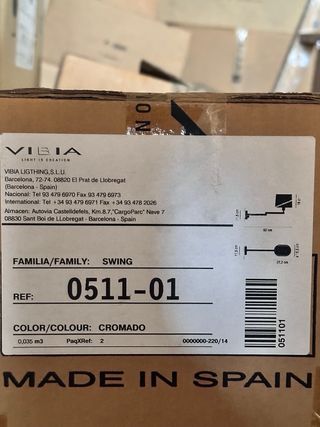 VIBIA
LIGHT IS CREATION
VIBIA LIGTHING,S.L.U.
Barcelona, 72-74. 08820 El Prat de Llobregat
(Barcelona - Spain)
Nacional: Tel 93 479 6970 Fax 93 479 6973
International: Tel +34 93 479 6971 Fax +34 93 478 2026
Almacen: Autovia Castelldefels, Km.8,7,"CargoParc" Nave 7
08830 Sant Boi de LLobregat - Barcelona - Spain
FAMILIA/FAMILY: SWING
REF: 0511-01
COLOR/COLOUR: CROMADO
0,035 m3 PaqXRef: 2 0000000-220/14
051101
MADE IN SPAIN